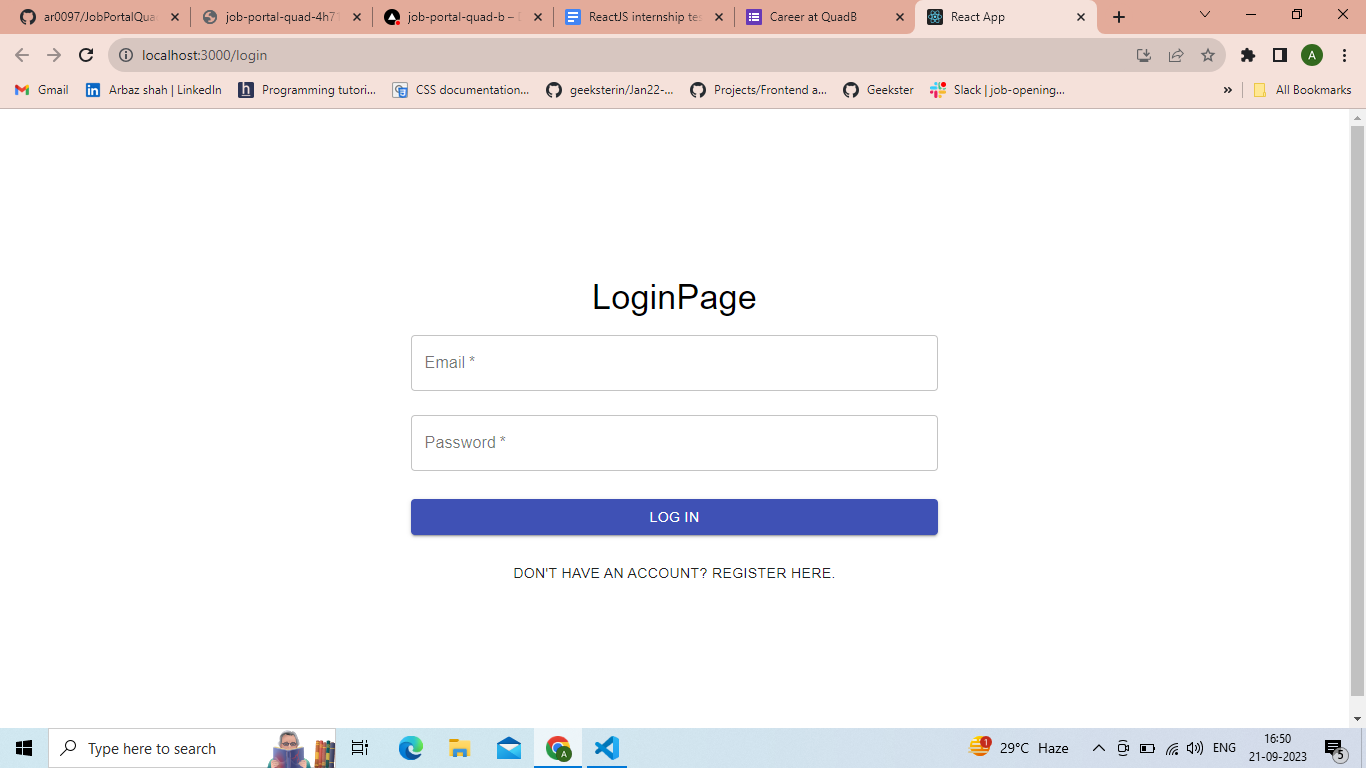 ar0097/JobPortalQua
job-portal-quad-4h7
job-portal-quad-b –
ReactJS internship tes
Career at QuadB
React App
localhost:3000/login
A
Gmail
Arbaz shah | LinkedIn
Programming tutori...
CSS documentation...
geeksterin/Jan22-...
Projects/Frontend a...
Geekster
Slack | job-opening...
»
All Bookmarks
LoginPage
Email *
Password *
LOG IN
DON'T HAVE AN ACCOUNT? REGISTER HERE.
Type here to search
A
1
29°C Haze
ENG
16:50
21-09-2023
5